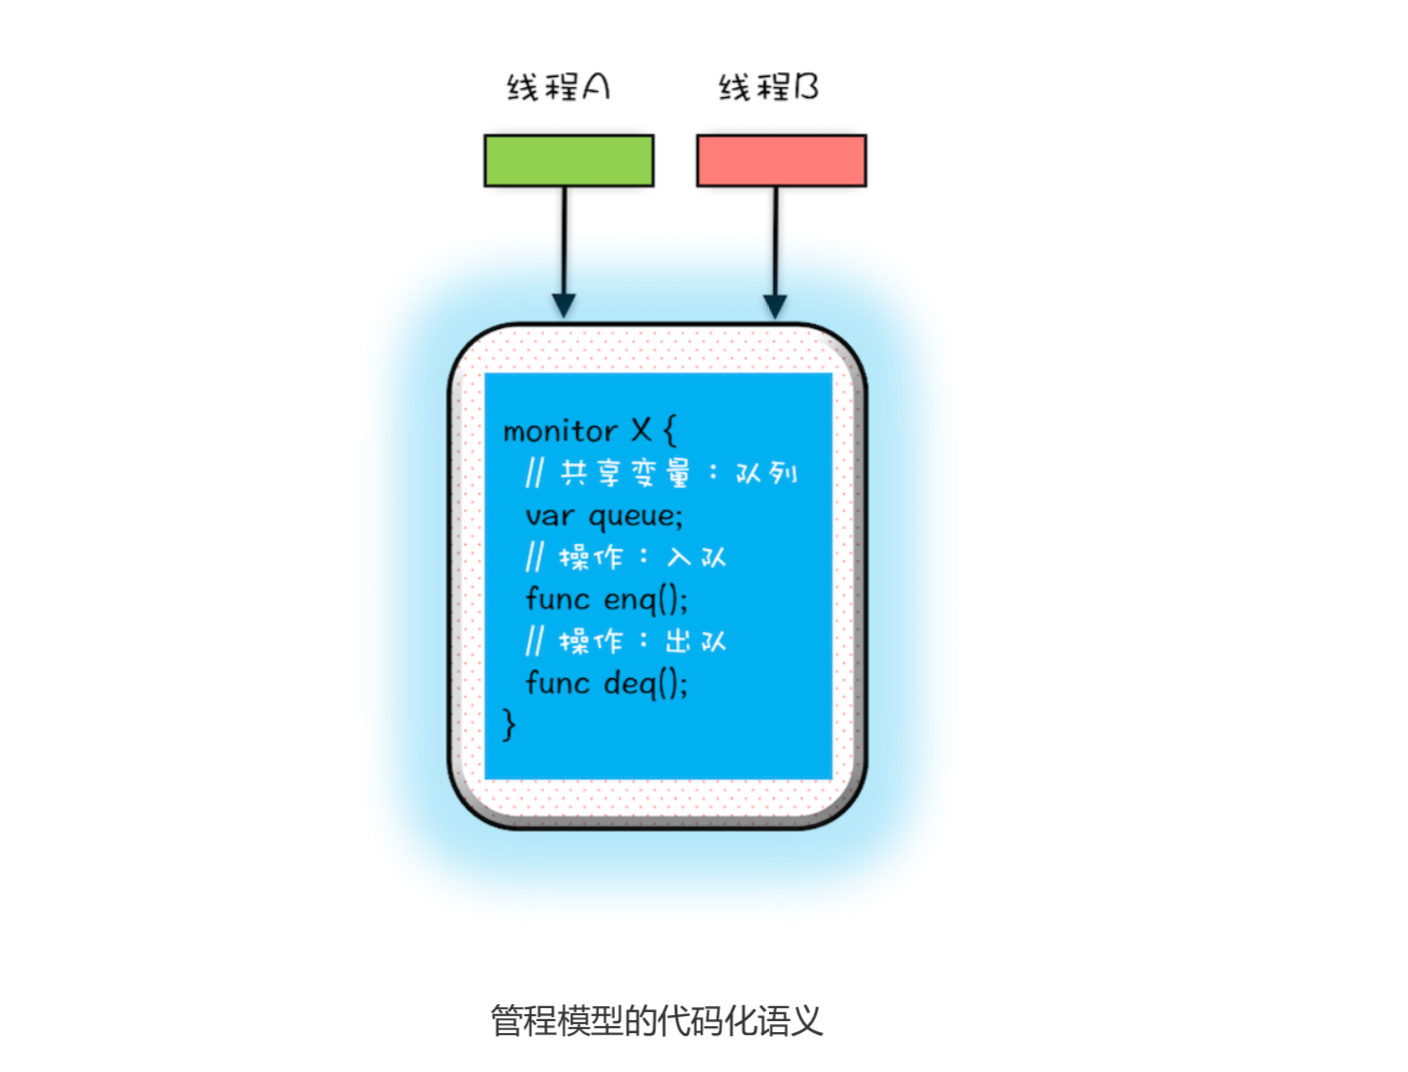 线程A 线程B
monitor X {
// 共享变量：队列
var queue;
// 操作：入队
func enq();
// 操作：出队
func deq();
}
管程模型的代码化语义